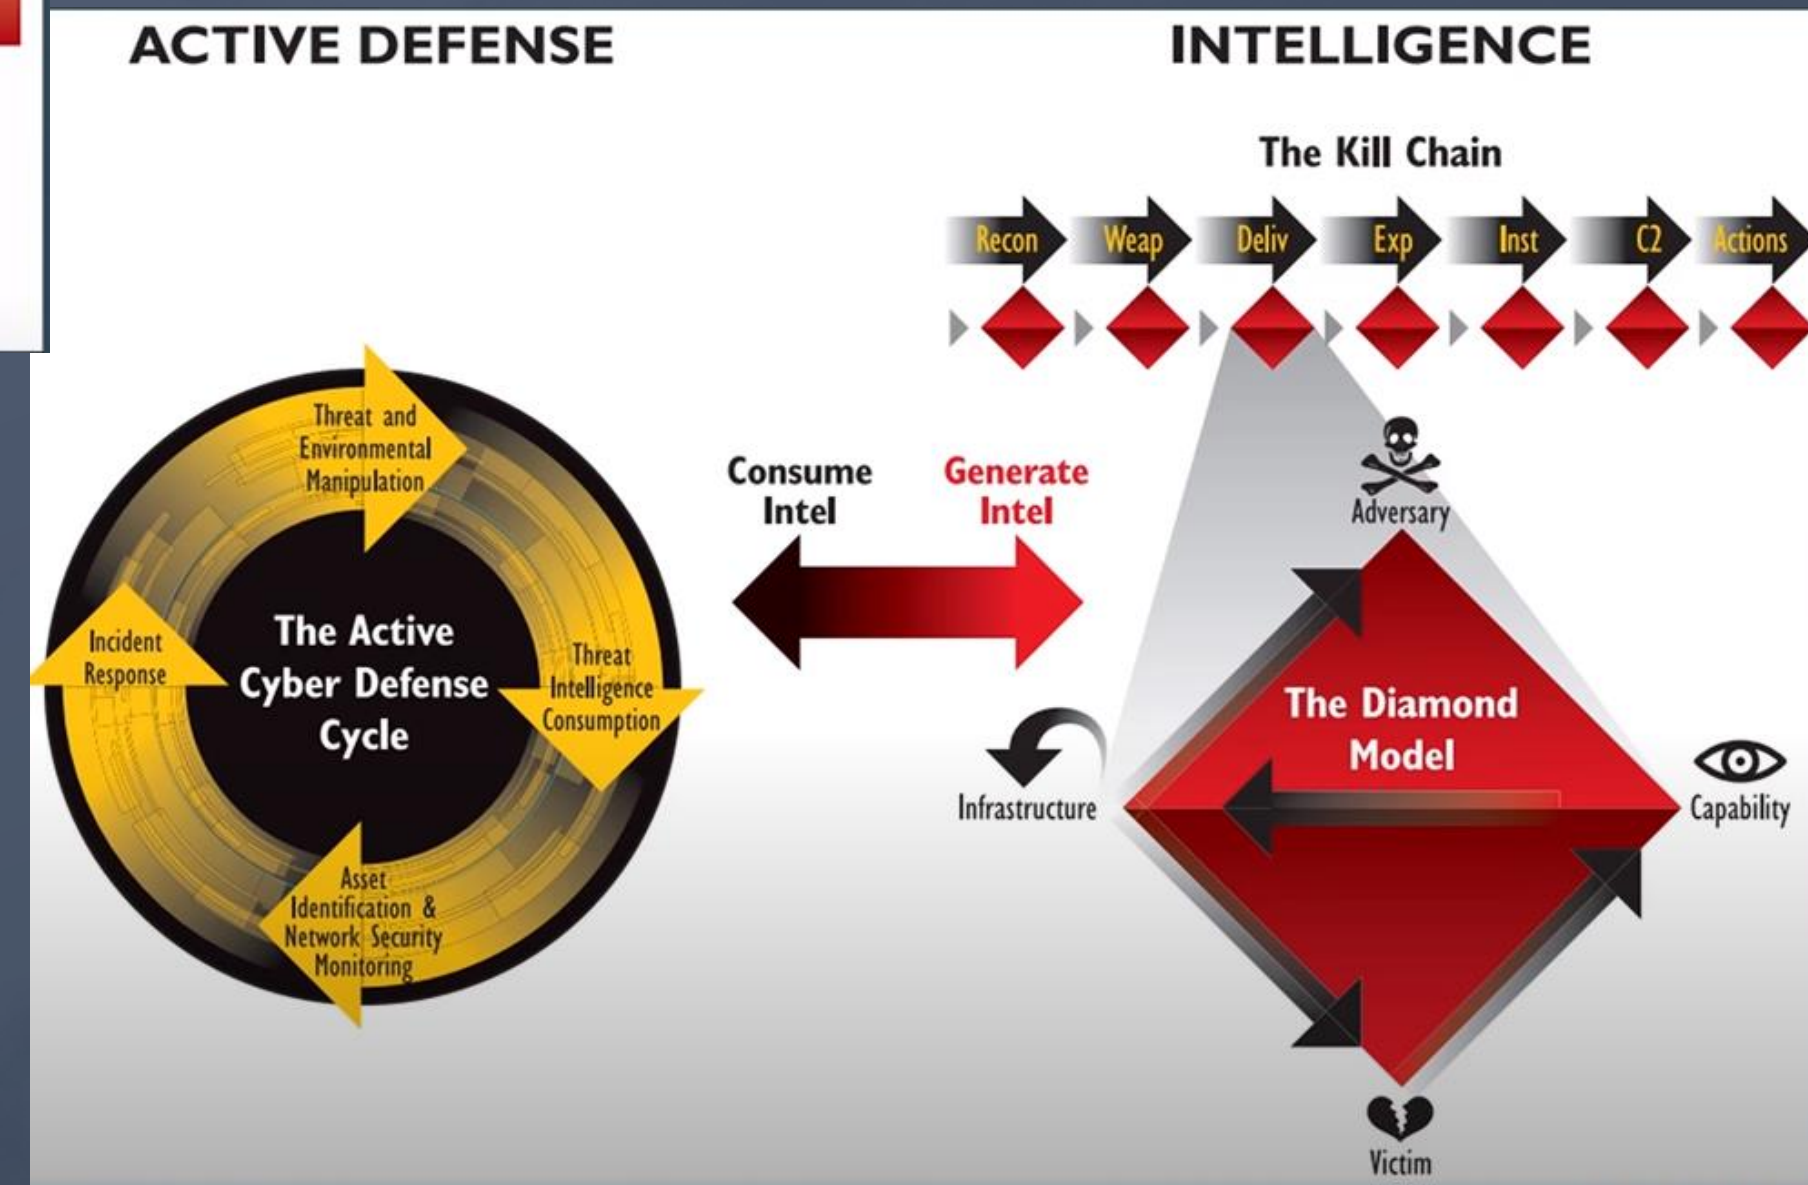 ACTIVE DEFENSE
INTELLIGENCE
The Kill Chain
Recon
Weap
Deliv
Exp
Inst
C2
Actions
Threat and
Environmental
Manipulation
Incident
Response
The Active
Cyber Defense
Cycle
Threat
Intelligence
Consumption
Asset
Identification &
Network Security
Monitoring
Consume
Intel
Generate
Intel
Adversary
The Diamond
Model
Infrastructure
Capability
Victim